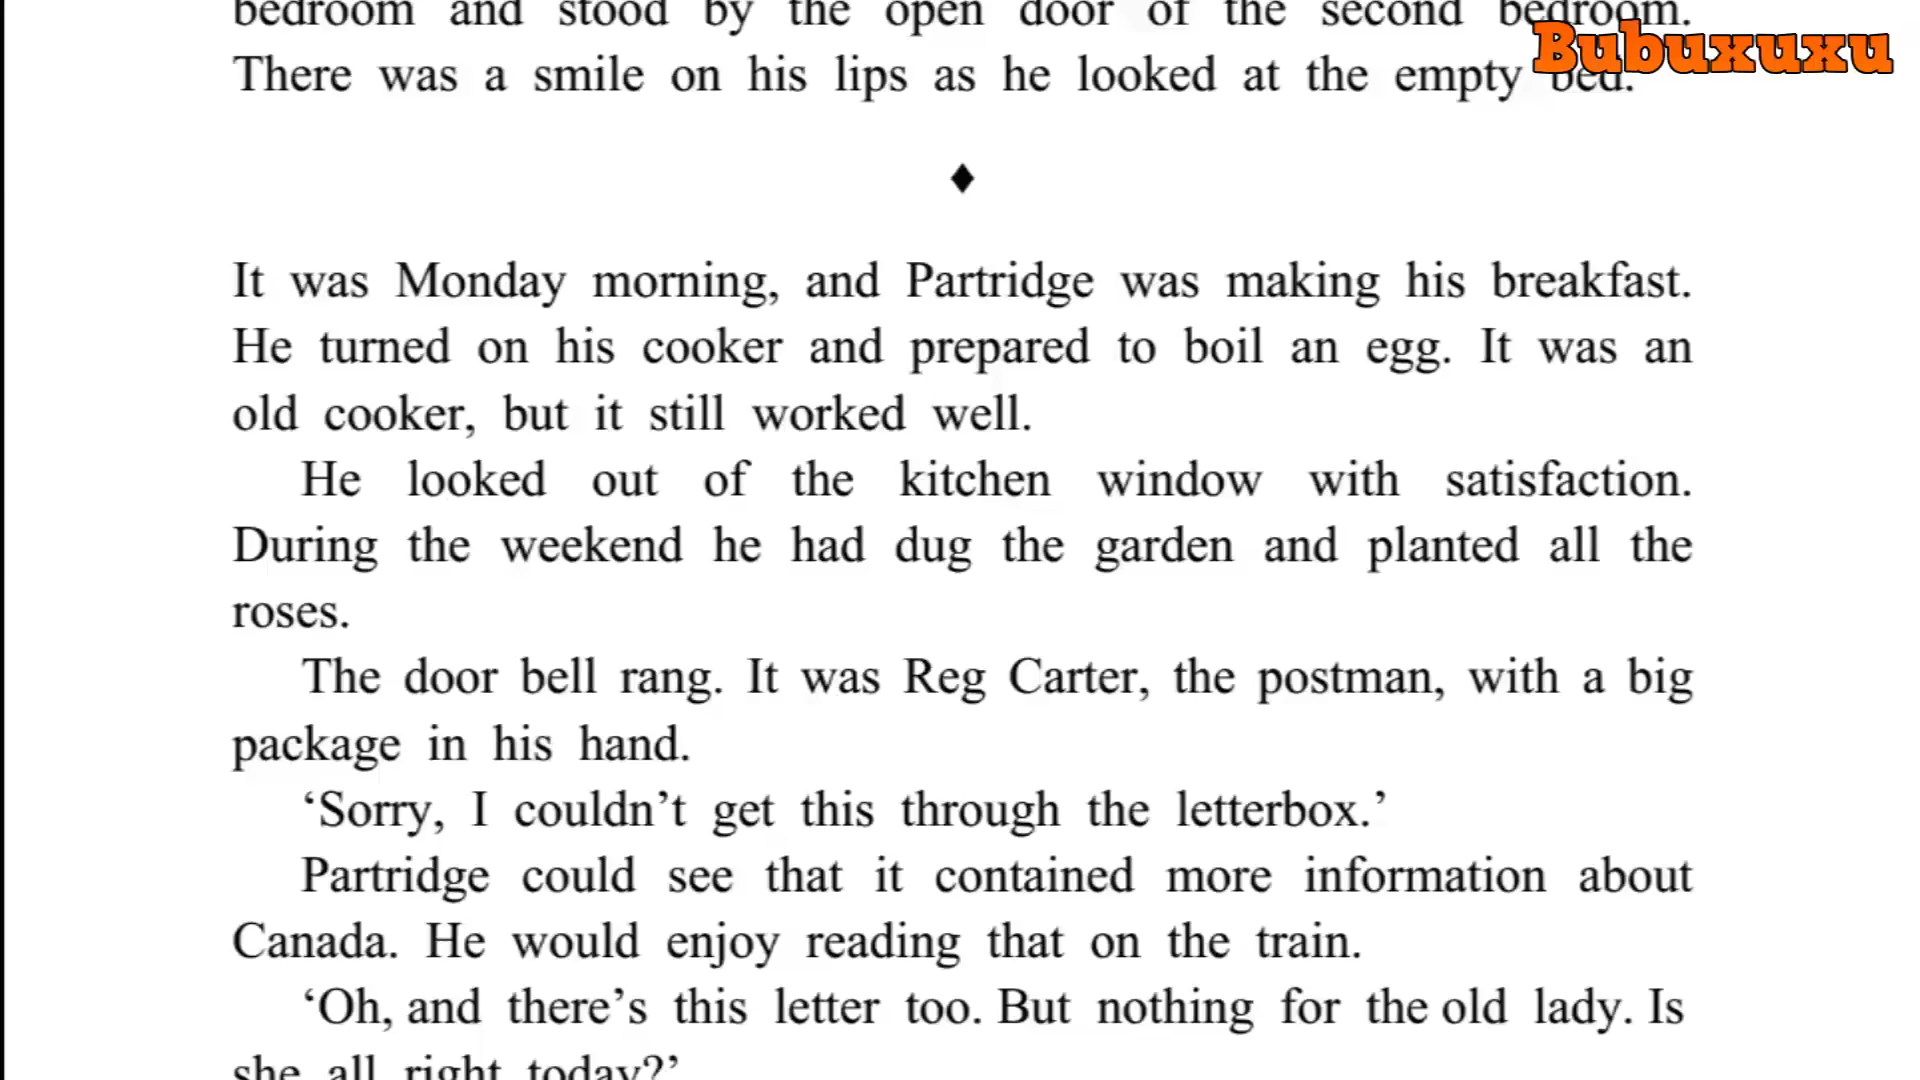 bedroom and stood by the open door of the second bedroom.
Bubuxuxu
There was a smile on his lips as he looked at the empty bed.
♦
It was Monday morning, and Partridge was making his breakfast.
He turned on his cooker and prepared to boil an egg. It was an
old cooker, but it still worked well.
He looked out of the kitchen window with satisfaction.
During the weekend he had dug the garden and planted all the
roses.
The door bell rang. It was Reg Carter, the postman, with a big
package in his hand.
‘Sorry, I couldn’t get this through the letterbox.’
Partridge could see that it contained more information about
Canada. He would enjoy reading that on the train.
‘Oh, and there’s this letter too. But nothing for the old lady. Is
she all right today?’